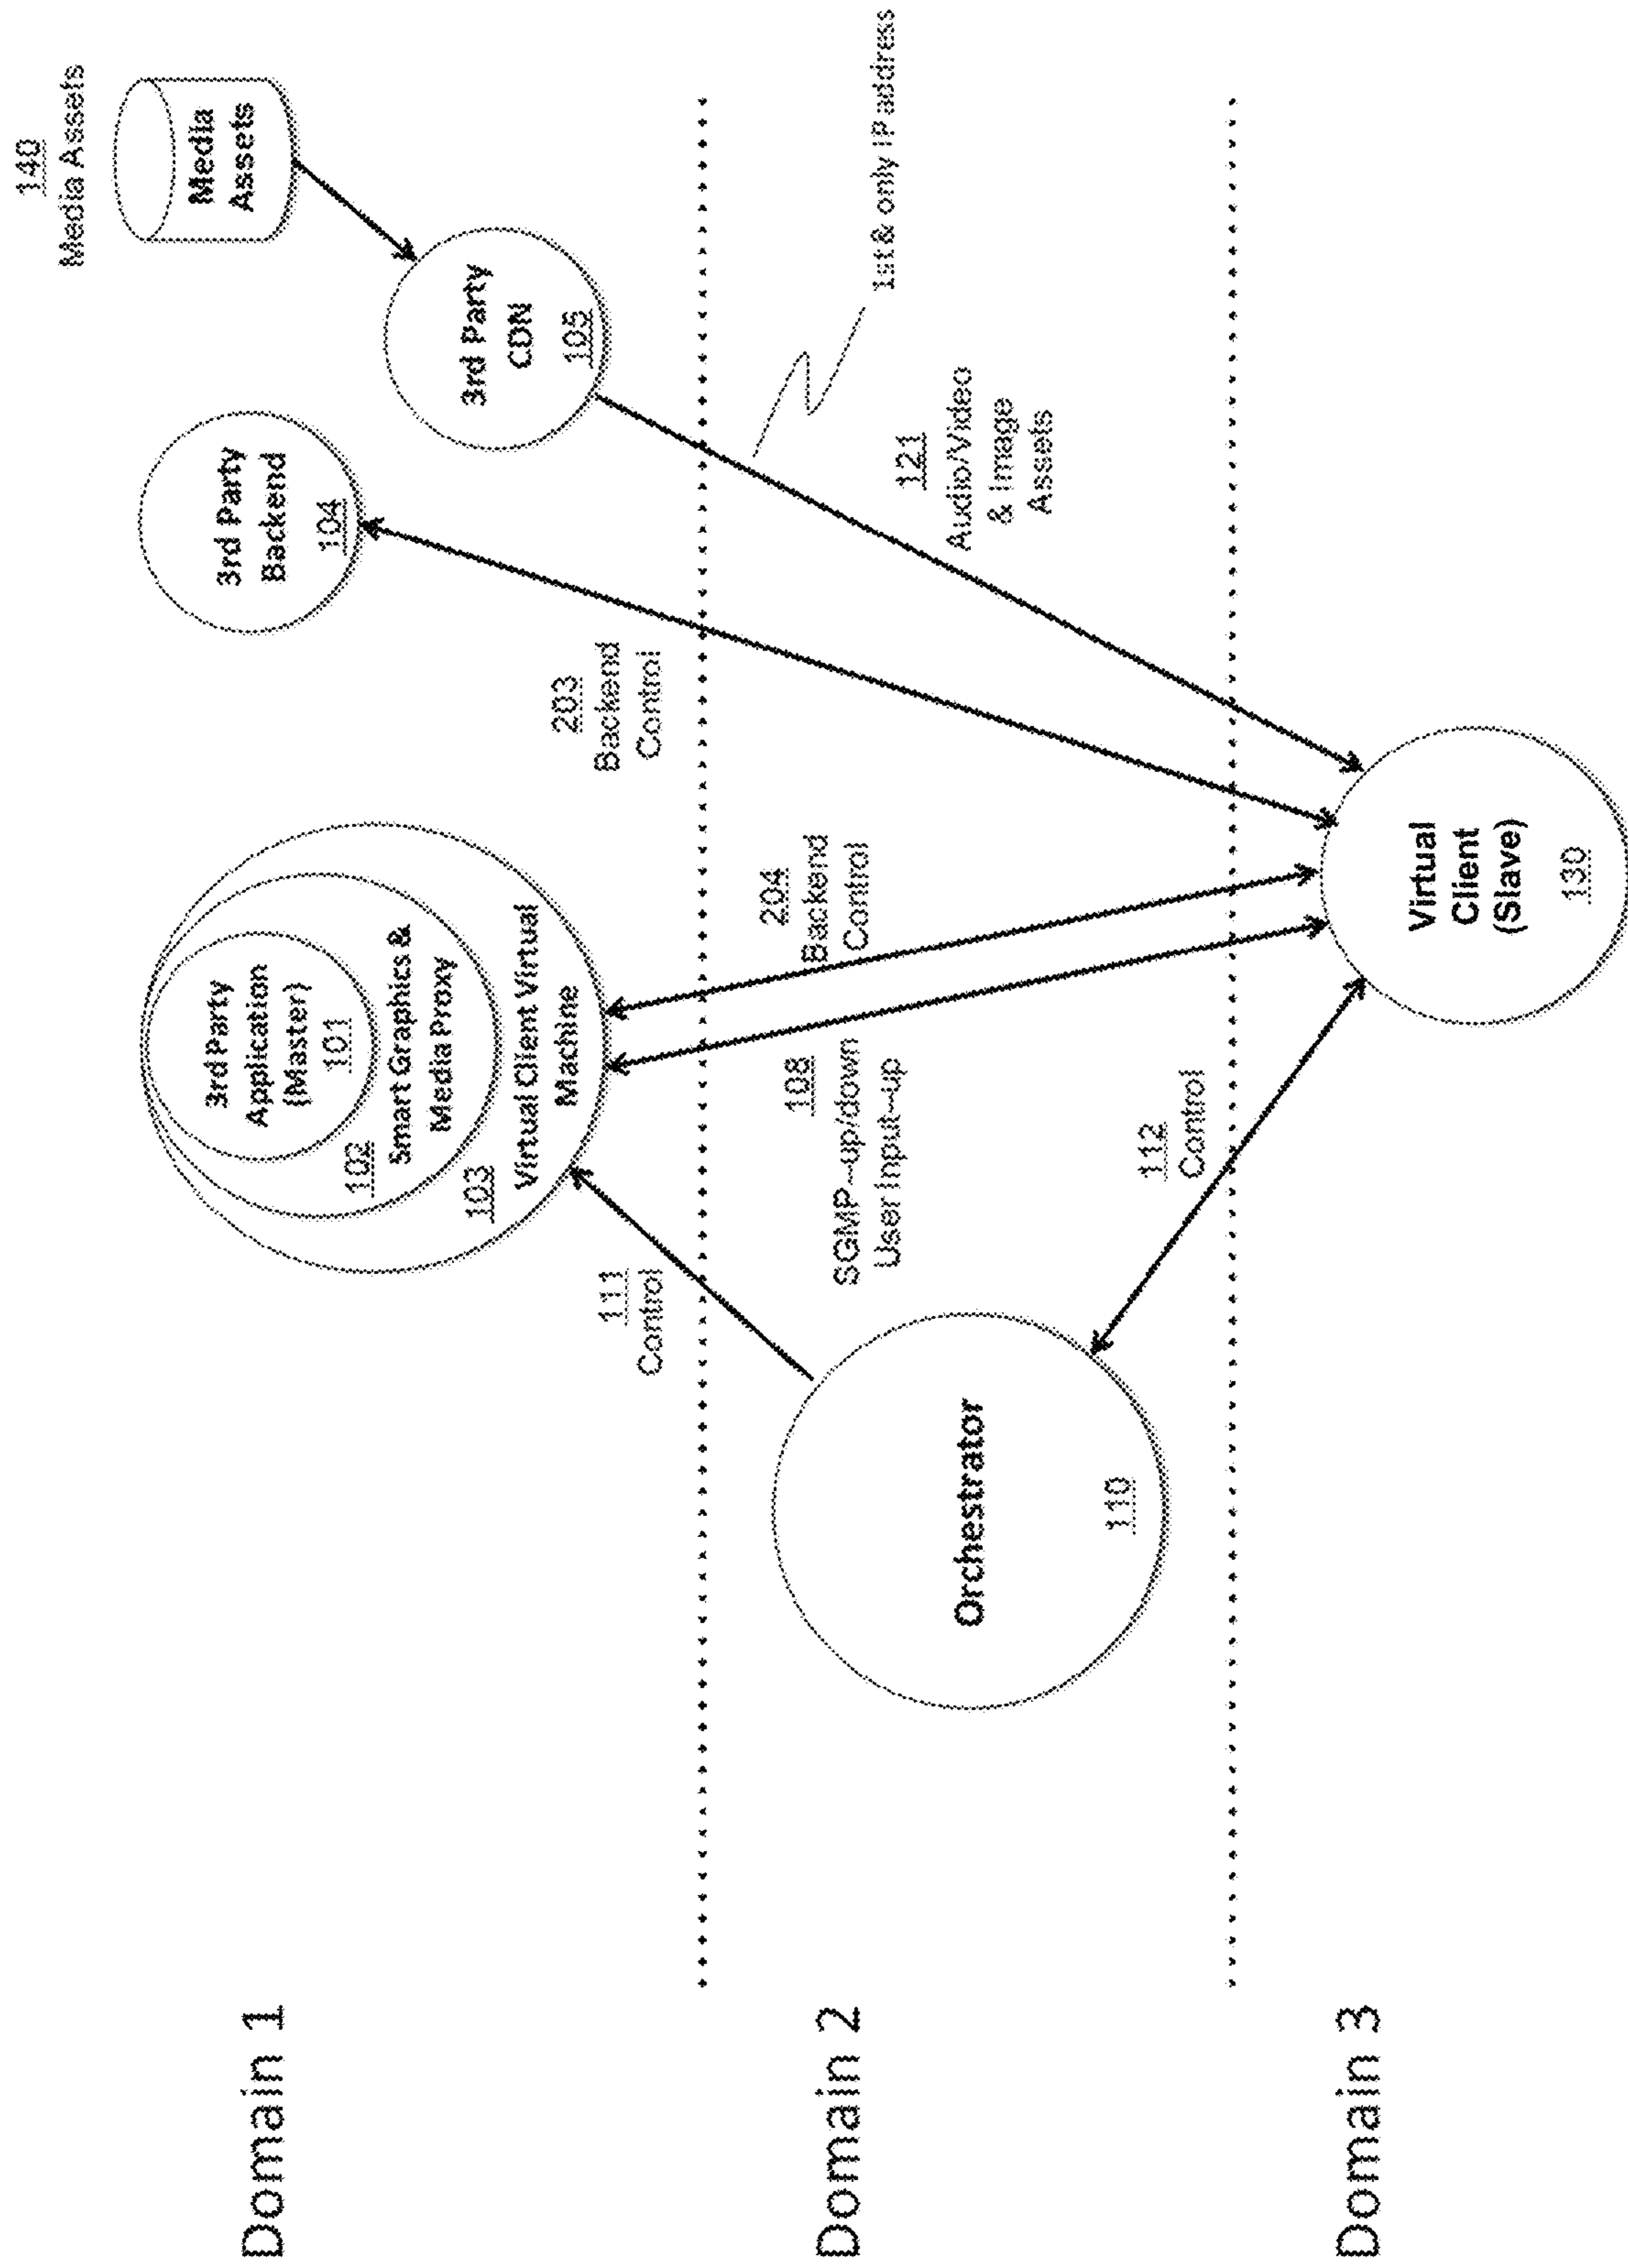 Domain 1
3rd Party
Application
(Master)
101
102
Smart Graphics &
Media Proxy
103
Virtual Client Virtual
Machine
3rd Party
Backend
104
140
Media Assets
Media
Assets
3rd Party
CDN
105
111
Control
203
Backend
Control
Domain 2
Orchestrator
110
108
SGMP--up/down
User Input--up
204
Backend
Control
121
Audio/Video
& Image
Assets
1st & only IP address
112
Control
Domain 3
Virtual
Client
(Slave)
130